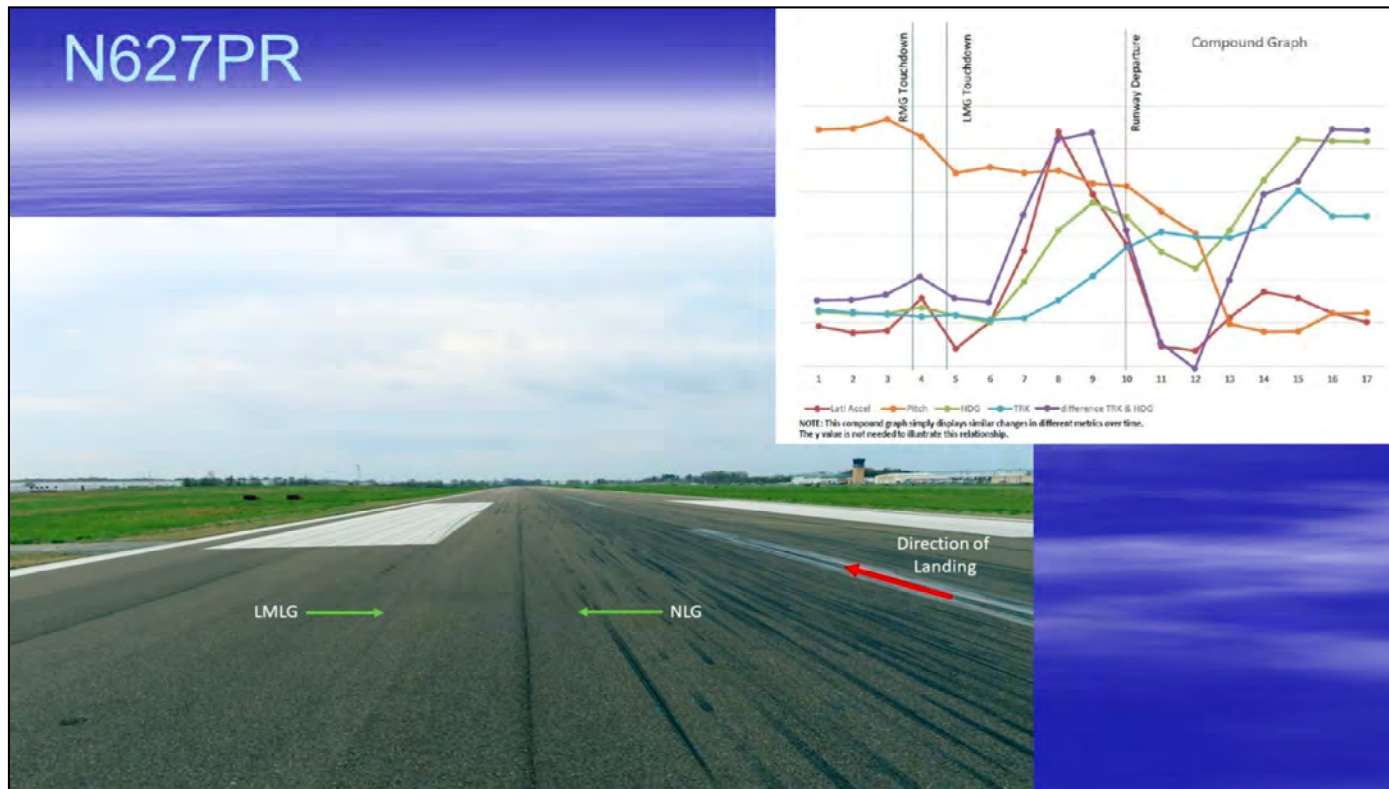 N627PR
Compound Graph
RMG Touchdown
LMG Touchdown
Runway Departure
1 2 3 4 5 6 7 8 9 10 11 12 13 14 15 16 17
Latl Accel Pitch HDG TRK difference TRK & HDG
NOTE: This compound graph simply displays similar changes in different metrics over time.
The y value is not needed to illustrate this relationship.
Direction of
Landing
LMLG
NLG